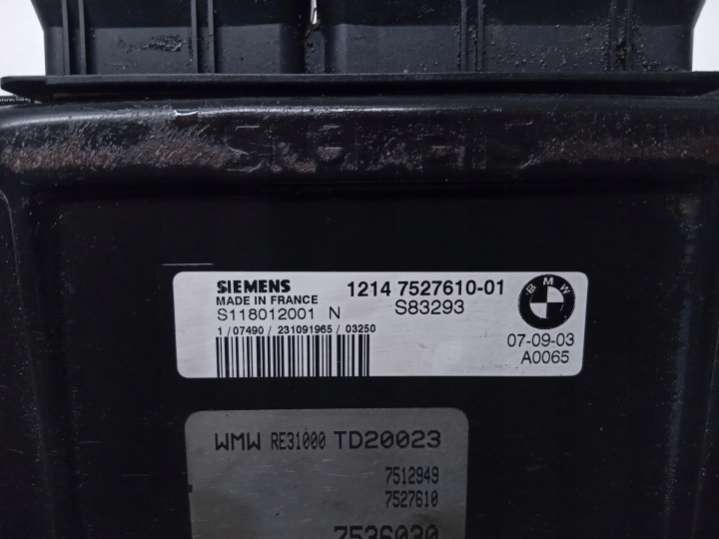 SIEMENS
MADE IN FRANCE
1214 7527610-01
S118012001 N
S83293
1 / 07490 / 231091965 / 03250
BMW
07-09-03
A0065
WMW RE31000 TD20023
7512949
7527610
7536030